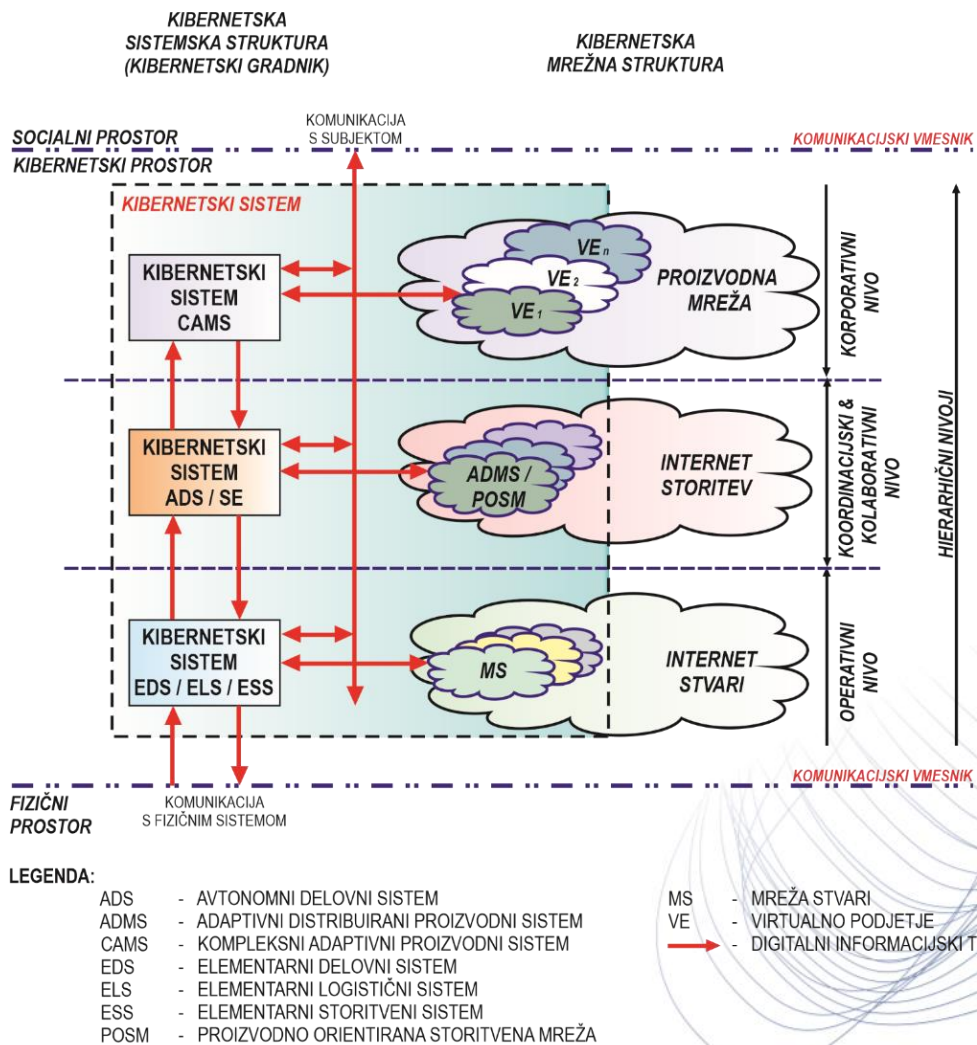 KIBERNETSKA
SISTEMSKA STRUKTURA
(KIBERNETSKI GRADNIK)
KIBERNETSKA
MREŽNA STRUKTURA
KOMUNIKACIJA
S SUBJEKTOM
SOCIALNI PROSTOR
KOMUNIKACIJSKI VMESNIK
KIBERNETSKI PROSTOR
KIBERNETSKI SISTEM
KIBERNETSKI
SISTEM
CAMS
VE n
VE 2
VE 1
PROIZVODNA
MREŽA
KORPORATIVNI
NIVO
KIBERNETSKI
SISTEM
ADS / SE
ADMS /
POSM
INTERNET
STORITEV
KOORDINACIJSKI &
KOLABORATIVNI
NIVO
HIERARHIČNI NIVOJI
KIBERNETSKI
SISTEM
EDS / ELS / ESS
MS
INTERNET
STVARI
OPERATIVNI
NIVO
KOMUNIKACIJSKI VMESNIK
FIZIČNI
PROSTOR
KOMUNIKACIJA
S FIZIČNIM SISTEMOM
LEGENDA:
ADS - AVTONOMNI DELOVNI SISTEM
ADMS - ADAPTIVNI DISTRIBUIRANI PROIZVODNI SISTEM
CAMS - KOMPLEKSNI ADAPTIVNI PROIZVODNI SISTEM
EDS - ELEMENTARNI DELOVNI SISTEM
ELS - ELEMENTARNI LOGISTIČNI SISTEM
ESS - ELEMENTARNI STORITVENI SISTEM
POSM - PROIZVODNO ORIENTIRANA STORITVENA MREŽA
MS - MREŽA STVARI
VE - VIRTUALNO PODJETJE
- DIGITALNI INFORMACIJSKI T